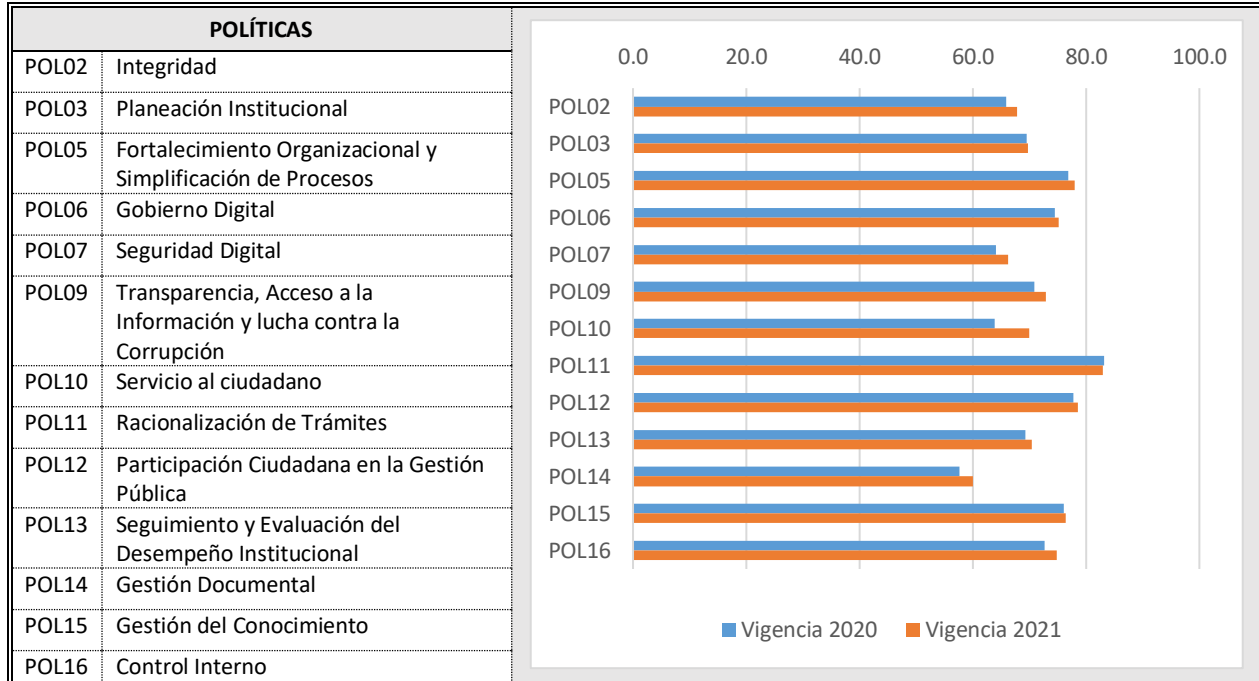 POLÍTICAS
POL02 Integridad
POL03 Planeación Institucional
POL05 Fortalecimiento Organizacional y
Simplificación de Procesos
POL06 Gobierno Digital
POL07 Seguridad Digital
POL09 Transparencia, Acceso a la
Información y lucha contra la
Corrupción
POL10 Servicio al ciudadano
POL11 Racionalización de Trámites
POL12 Participación Ciudadana en la Gestión
Pública
POL13 Seguimiento y Evaluación del
Desempeño Institucional
POL14 Gestión Documental
POL15 Gestión del Conocimiento
POL16 Control Interno
0.0 20.0 40.0 60.0 80.0 100.0
POL02
POL03
POL05
POL06
POL07
POL09
POL10
POL11
POL12
POL13
POL14
POL15
POL16
Vigencia 2020 Vigencia 2021